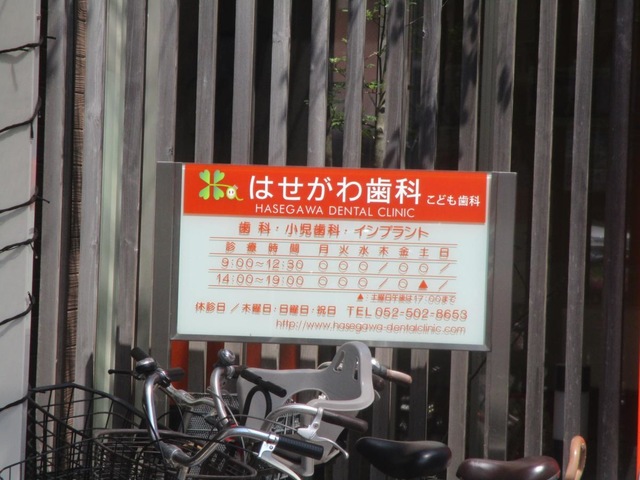 はせがわ歯科 こども歯科
HASEGAWA DENTAL CLINIC
歯科・小児歯科・インプラント
診療時間 月 火 水 木 金 土 日
9:00〜12:30 ○ ○ ○ ／ ○ ○ ／
14:00〜19:00 ○ ○ ○ ／ ○ ▲ ／
▲：土曜日午後は17：00まで
休診日／木曜日・日曜日・祝日 TEL 052-502-8653
http://www.hasegawa-dentalclinic.com